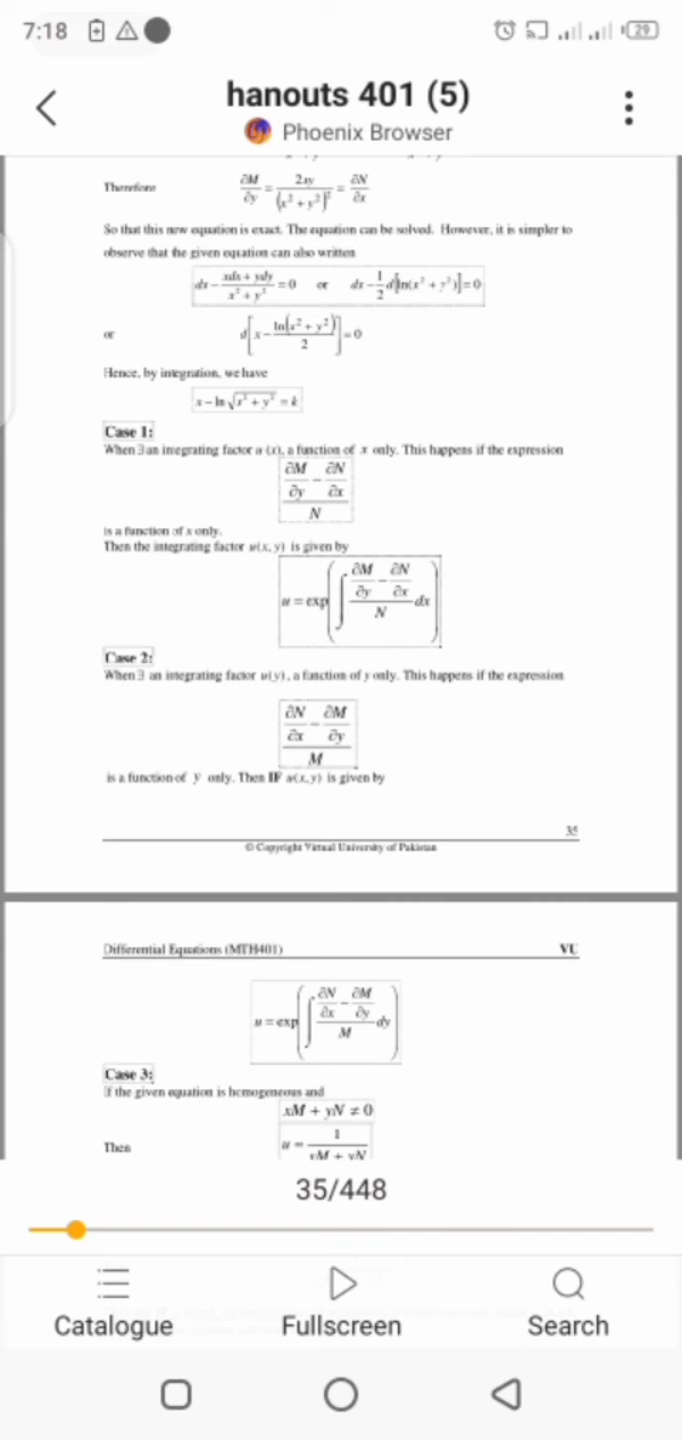 7:18
29
hanouts 401 (5)
Phoenix Browser
Therefore ∂M/∂y = 2xy/(x² + y²)² = ∂N/∂x
So that this new equation is exact. The equation can be solved. However, it is simpler to
observe that the given equation can also written
dx − (xdx + ydy)/(x² + y²) = 0 or dx − 1/2 d[ln(x² + y²)] = 0
or d[x − ln(x² + y²)/2] = 0
Hence, by integration, we have
x − ln √(x² + y²) = k
Case 1:
When ∃ an integrating factor u (x), a function of x only. This happens if the expression
(∂M/∂y − ∂N/∂x)/N
is a function of x only.
Then the integrating factor u(x, y) is given by
u = exp(∫ (∂M/∂y − ∂N/∂x)/N dx)
Case 2:
When ∃ an integrating factor u(y), a function of y only. This happens if the expression
(∂N/∂x − ∂M/∂y)/M
is a function of y only. Then IF u(x, y) is given by
35
© Copyright Virtual University of Pakistan
Differential Equations (MTH401) VU
u = exp(∫ (∂N/∂x − ∂M/∂y)/M dy)
Case 3:
If the given equation is homogeneous and
xM + yN ≠ 0
Then u = 1/(xM + yN)
35/448
Catalogue
Fullscreen
Search